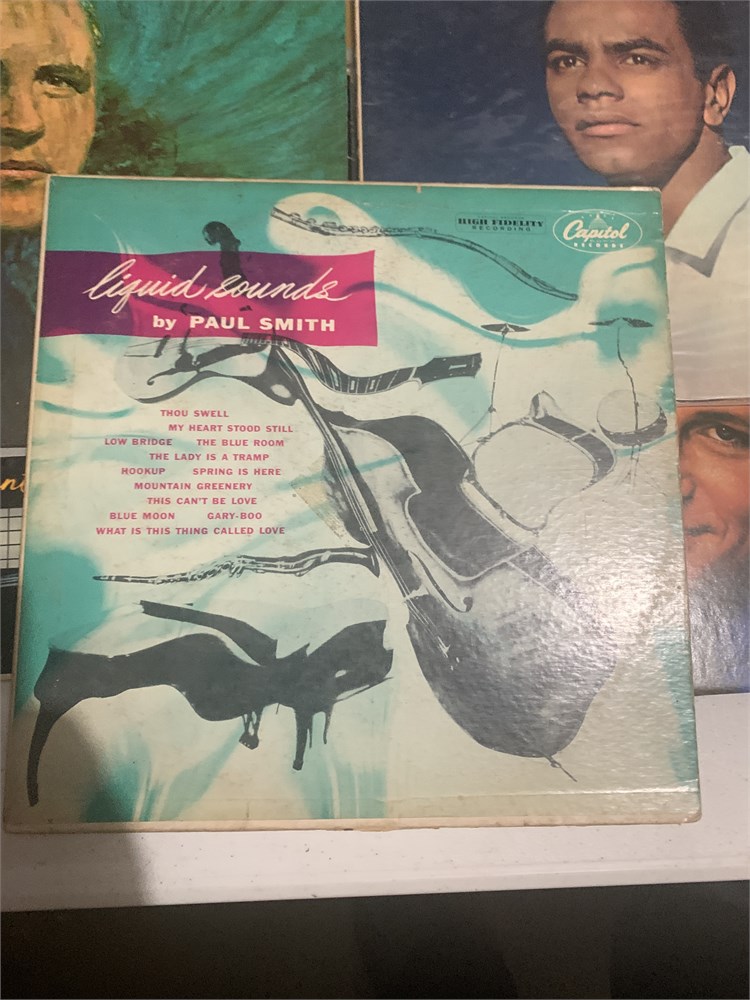 HIGH FIDELITY
RECORDING
Capitol
RECORDS
liquid sounds
by PAUL SMITH
THOU SWELL
MY HEART STOOD STILL
LOW BRIDGE THE BLUE ROOM
THE LADY IS A TRAMP
HOOKUP SPRING IS HERE
MOUNTAIN GREENERY
THIS CAN'T BE LOVE
BLUE MOON GARY-BOO
WHAT IS THIS THING CALLED LOVE